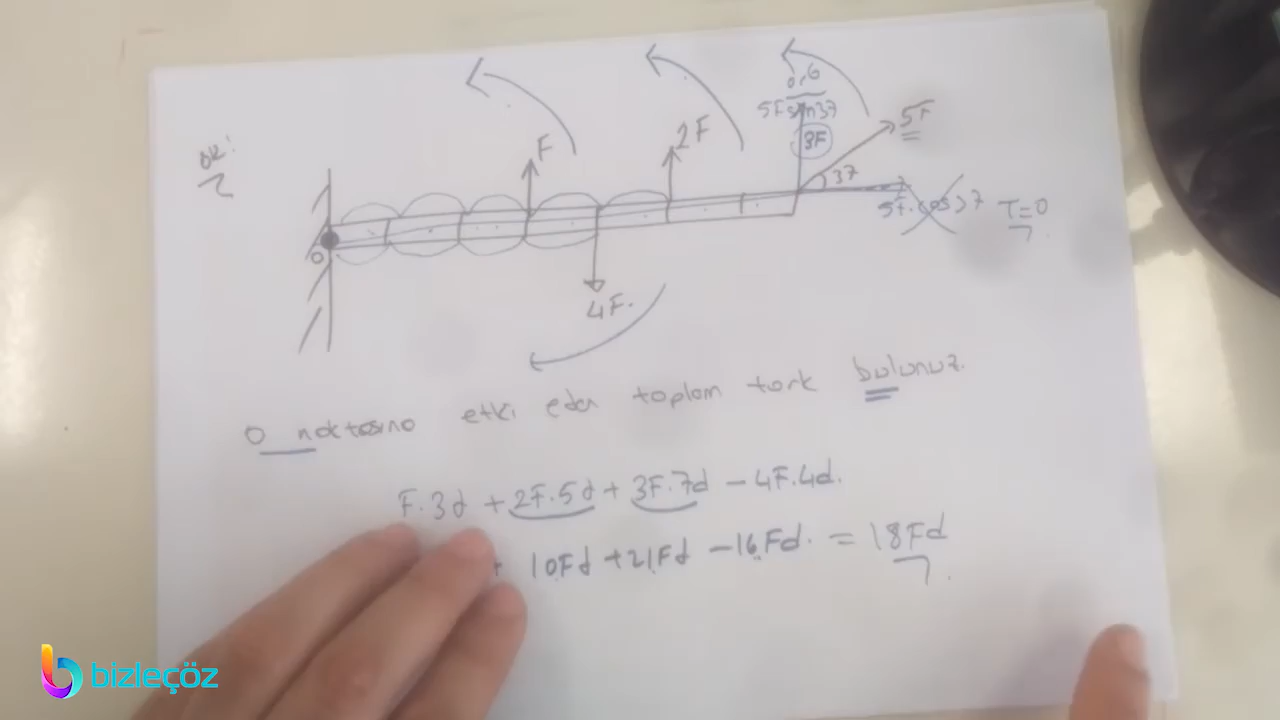 ök:
F
2F
0,6
5F sin37
3F
5F
37
5F.cos37
T=0
O
4F.
O noktasına etki eden toplam tork bulunuz.
F.3d + 2F.5d + 3F.7d - 4F.4d.
+ 10Fd + 21Fd - 16Fd. = 18Fd
bizleçöz